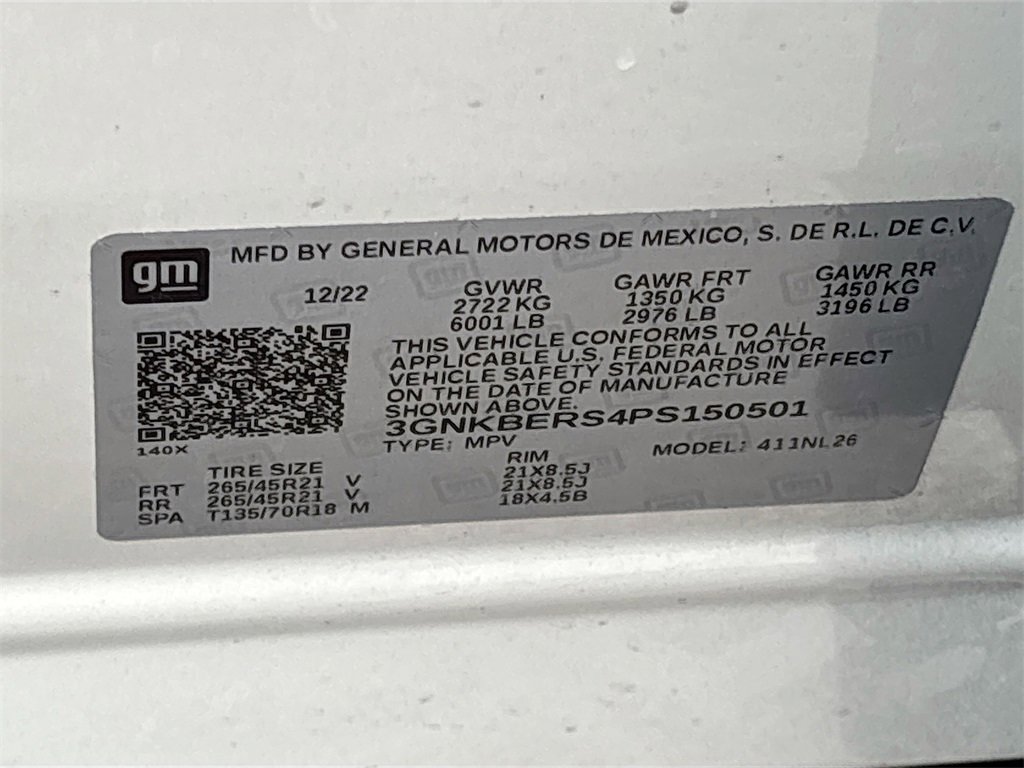 gm
MFD BY GENERAL MOTORS DE MEXICO, S. DE R.L. DE C.V.
12/22
GVWR GAWR FRT GAWR RR
2722 KG 1350 KG 1450 KG
6001 LB 2976 LB 3196 LB
THIS VEHICLE CONFORMS TO ALL
APPLICABLE U.S. FEDERAL MOTOR
VEHICLE SAFETY STANDARDS IN EFFECT
ON THE DATE OF MANUFACTURE
SHOWN ABOVE.
3GNKBERS4PS150501
140X
TYPE: MPV MODEL: 411NL26
TIRE SIZE RIM
FRT 265/45R21 V 21X8.5J
RR 265/45R21 V 21X8.5J
SPA T135/70R18 M 18X4.5B